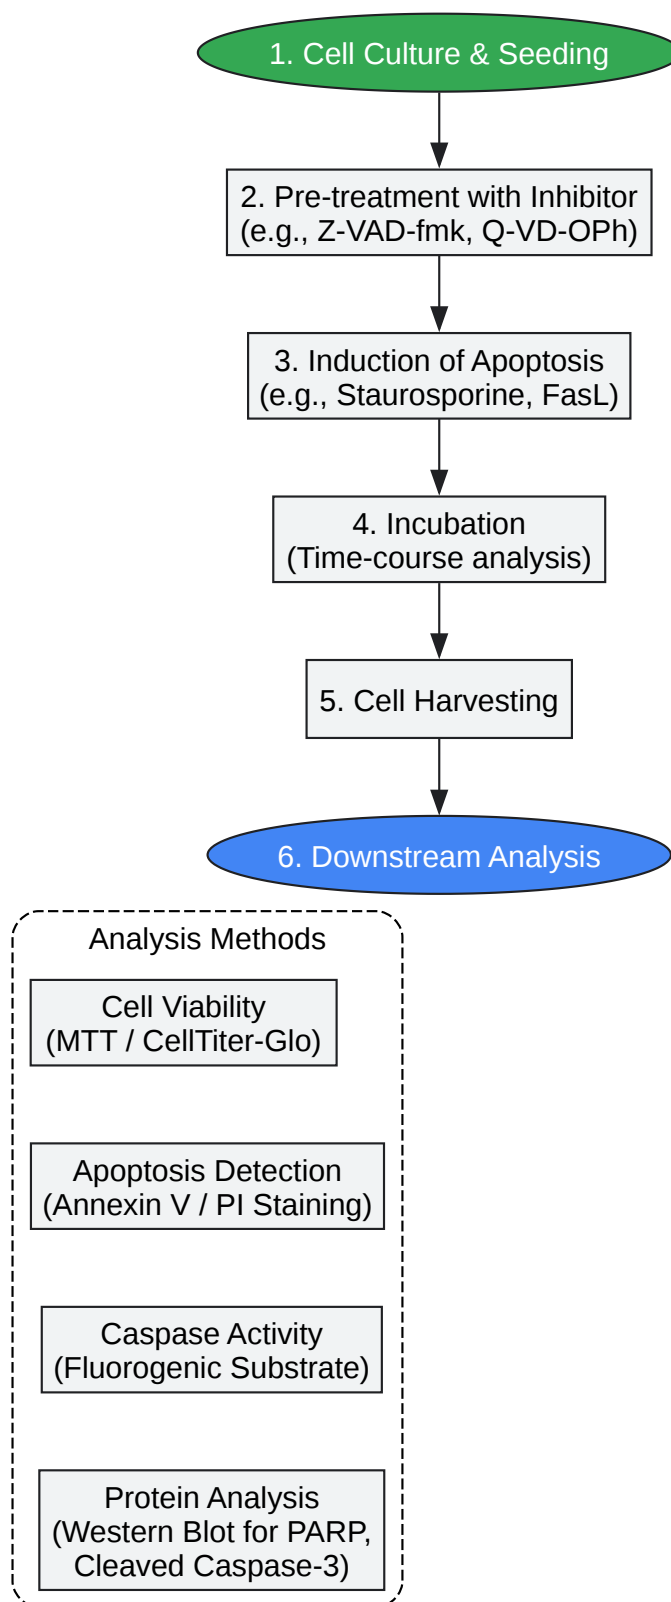 1. Cell Culture & Seeding
2. Pre-treatment with Inhibitor
(e.g., Z-VAD-fmk, Q-VD-OPh)
3. Induction of Apoptosis
(e.g., Staurosporine, FasL)
4. Incubation
(Time-course analysis)
5. Cell Harvesting
6. Downstream Analysis
Analysis Methods
Cell Viability
(MTT / CellTiter-Glo)
Apoptosis Detection
(Annexin V / PI Staining)
Caspase Activity
(Fluorogenic Substrate)
Protein Analysis
(Western Blot for PARP,
Cleaved Caspase-3)